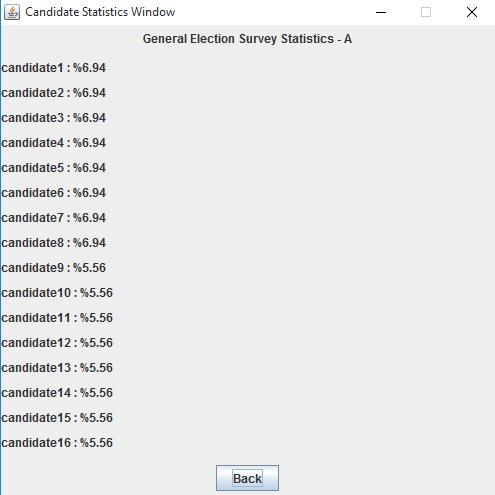 Candidate Statistics Window
General Election Survey Statistics - A
candidate1 : %6.94
candidate2 : %6.94
candidate3 : %6.94
candidate4 : %6.94
candidate5 : %6.94
candidate6 : %6.94
candidate7 : %6.94
candidate8 : %6.94
candidate9 : %5.56
candidate10 : %5.56
candidate11 : %5.56
candidate12 : %5.56
candidate13 : %5.56
candidate14 : %5.56
candidate15 : %5.56
candidate16 : %5.56
Back